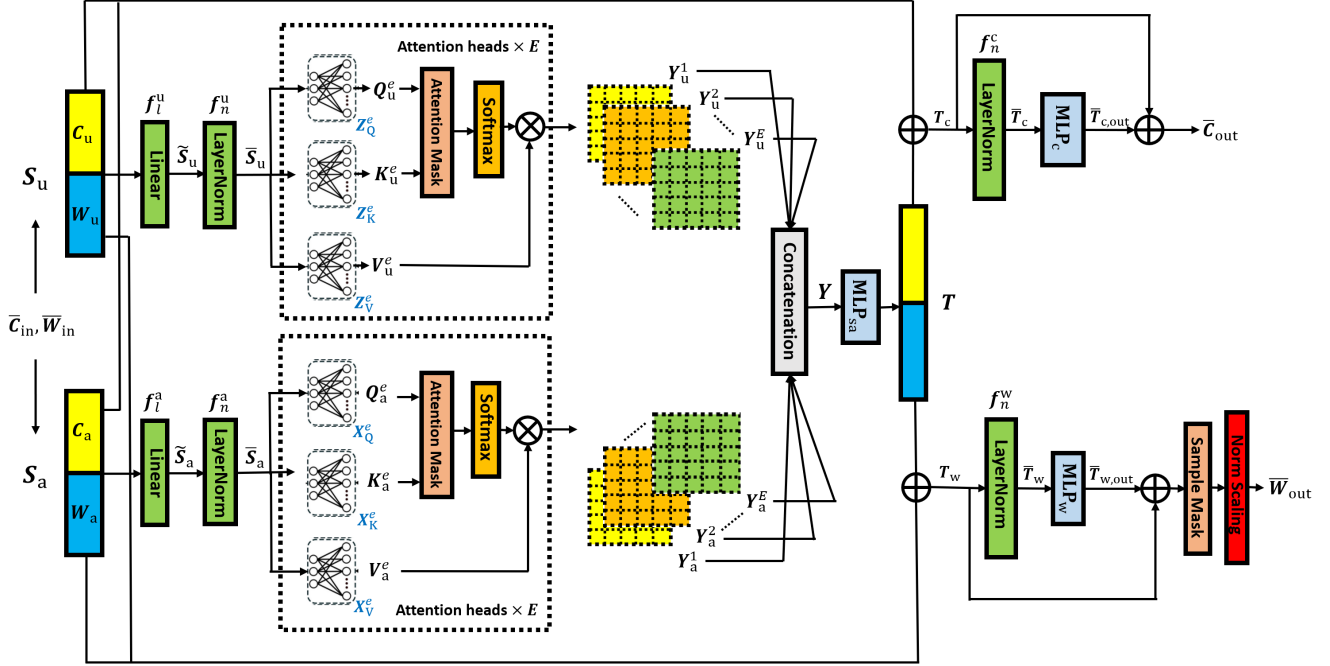 S_u
C_u
W_u
f_l^u
Linear
S̃_u
f_n^u
LayerNorm
S̄_u
Attention heads × E
Z_Q^e
Q_u^e
Z_K^e
K_u^e
Z_V^e
V_u^e
Attention Mask
Softmax
Y_u^1
Y_u^2
Y_u^E
C̄_in, W̄_in
S_a
C_a
W_a
f_l^a
Linear
S̃_a
f_n^a
LayerNorm
S̄_a
X_Q^e
Q_a^e
X_K^e
K_a^e
X_V^e
V_a^e
Attention Mask
Softmax
Attention heads × E
Y_a^E
Y_a^2
Y_a^1
Concatenation
Y
MLP_sa
T
T_c
f_n^c
LayerNorm
T̄_c
MLP_c
T̄_c,out
C̄_out
T_w
f_n^w
LayerNorm
T̄_w
MLP_w
T̄_w,out
Sample Mask
Norm Scaling
W̄_out